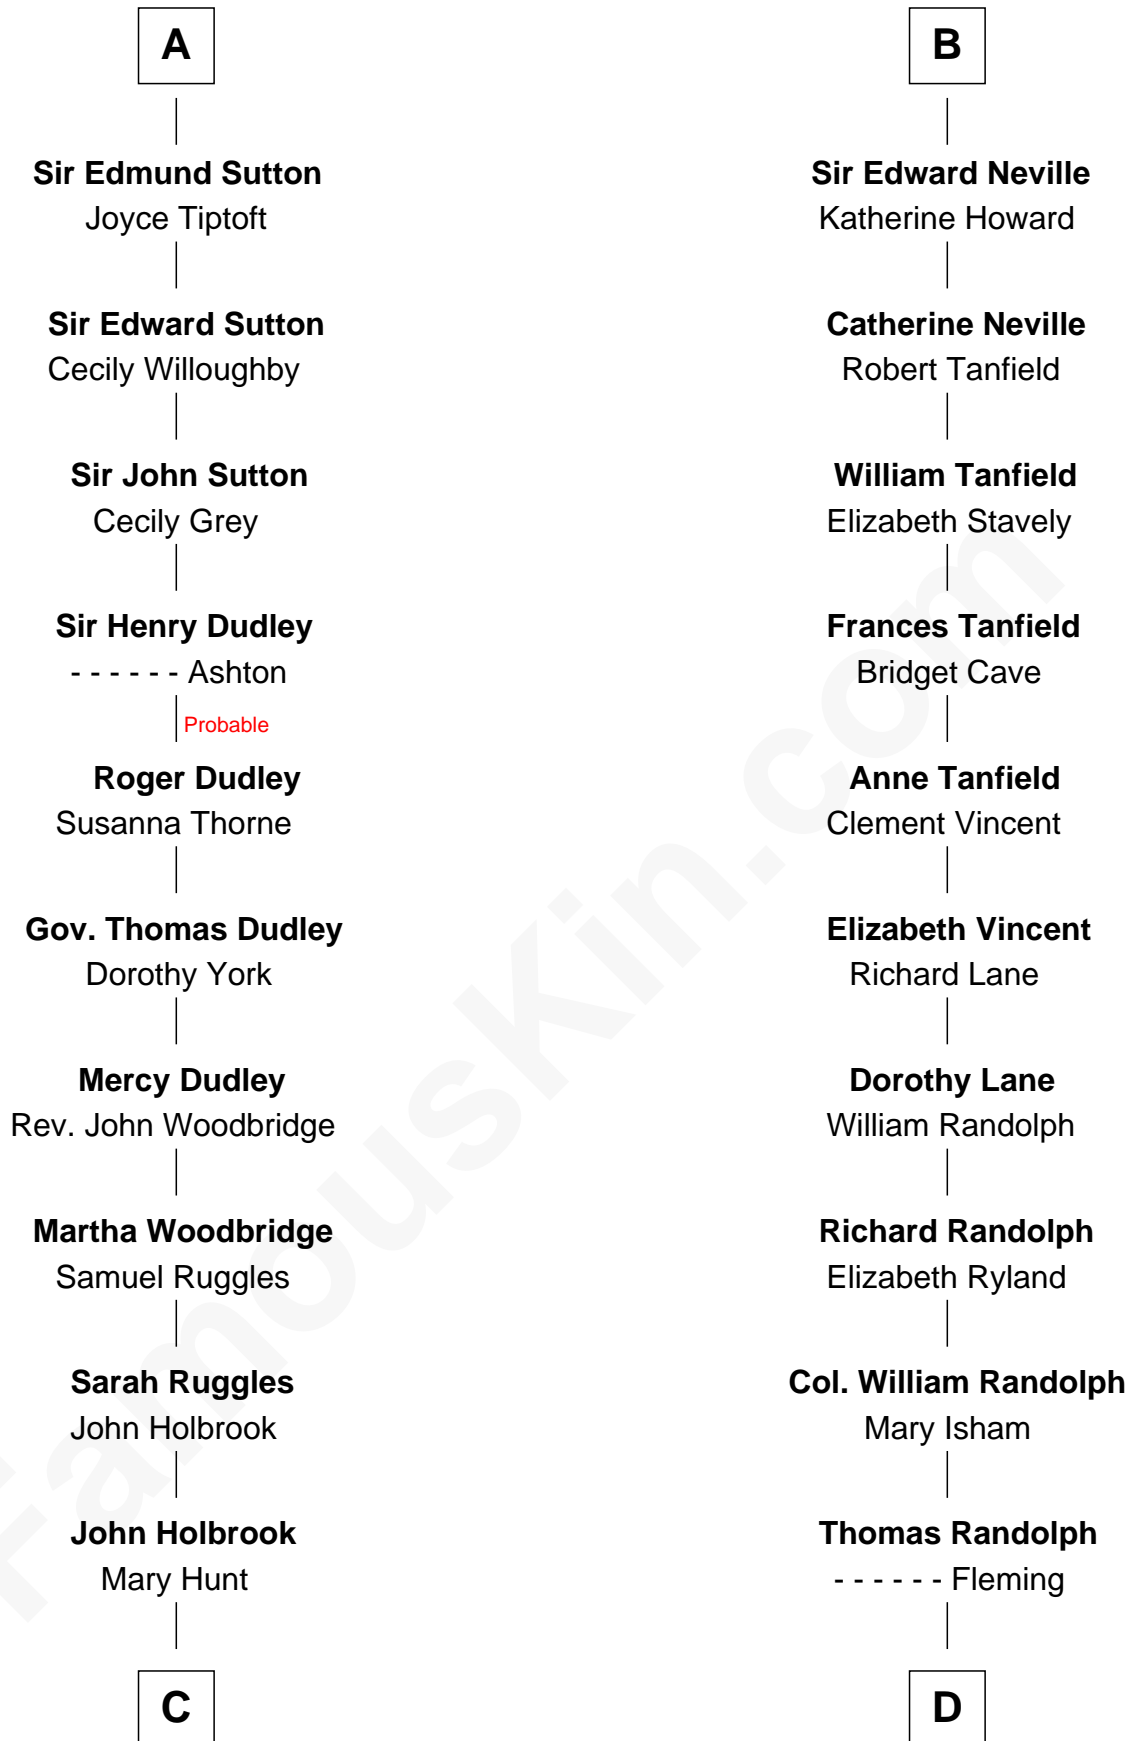 A
Sir Edmund Sutton
Joyce Tiptoft
Sir Edward Sutton
Cecily Willoughby
Sir John Sutton
Cecily Grey
Sir Henry Dudley
- - - - - - Ashton
Probable
Roger Dudley
Susanna Thorne
Gov. Thomas Dudley
Dorothy York
Mercy Dudley
Rev. John Woodbridge
Martha Woodbridge
Samuel Ruggles
Sarah Ruggles
John Holbrook
John Holbrook
Mary Hunt
C
B
Sir Edward Neville
Katherine Howard
Catherine Neville
Robert Tanfield
William Tanfield
Elizabeth Stavely
Frances Tanfield
Bridget Cave
Anne Tanfield
Clement Vincent
Elizabeth Vincent
Richard Lane
Dorothy Lane
William Randolph
Richard Randolph
Elizabeth Ryland
Col. William Randolph
Mary Isham
Thomas Randolph
- - - - - - Fleming
D
FamousKin.com